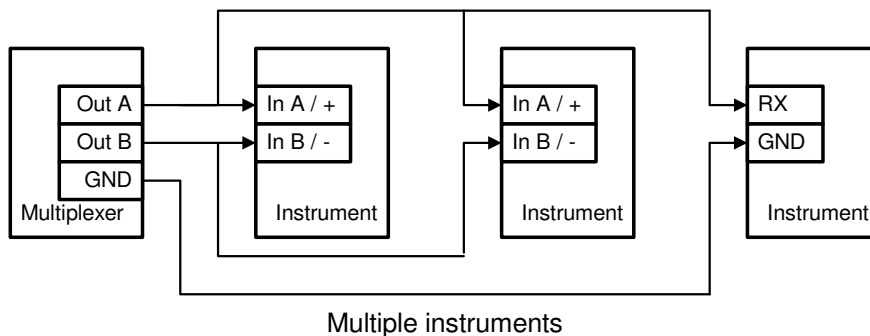 Out A
Out B
GND
Multiplexer
In A / +
In B / -
Instrument
In A / +
In B / -
Instrument
RX
GND
Instrument
Multiple instruments